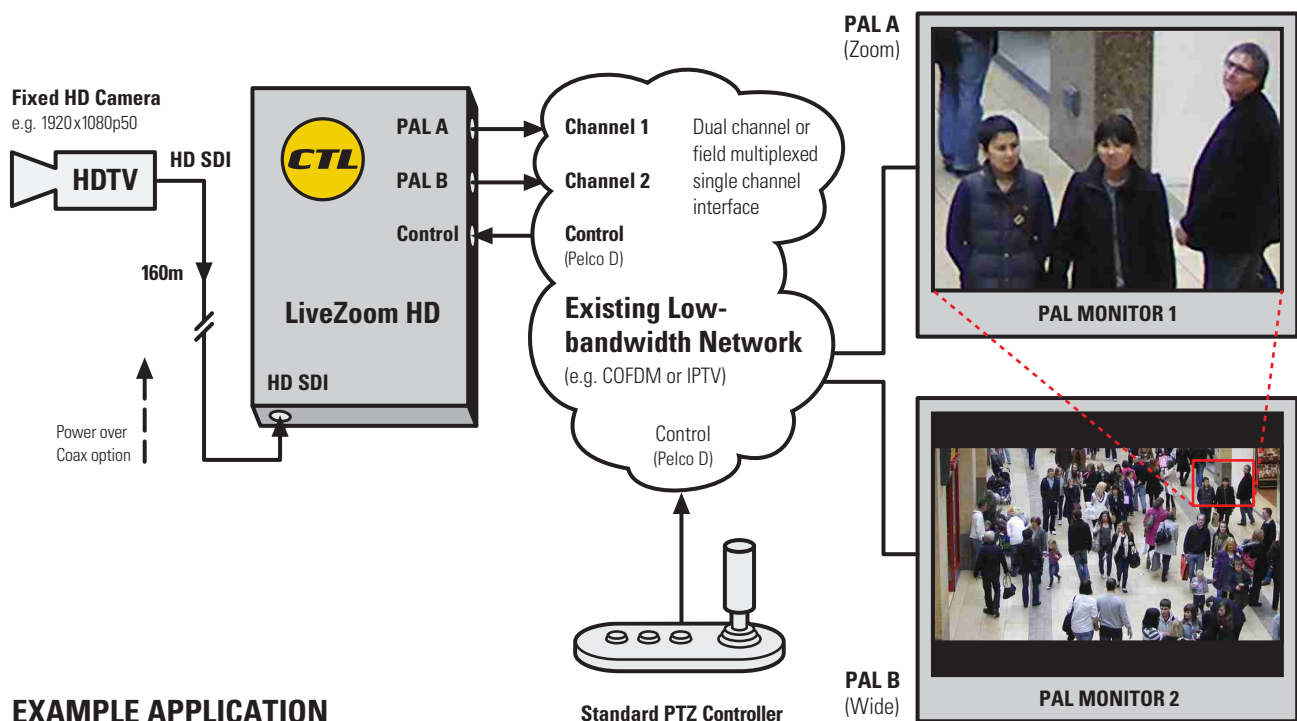 Fixed HD Camera
e.g. 1920x1080p50
HDTV
HD SDI
160m
Power over
Coax option
CTL
PAL A
PAL B
Control
LiveZoom HD
HD SDI
Channel 1
Channel 2
Control
(Pelco D)
Dual channel or
field multiplexed
single channel
interface
Existing Low-
bandwidth Network
(e.g. COFDM or IPTV)
Control
(Pelco D)
Standard PTZ Controller
PAL A
(Zoom)
PAL MONITOR 1
PAL B
(Wide)
PAL MONITOR 2
EXAMPLE APPLICATION